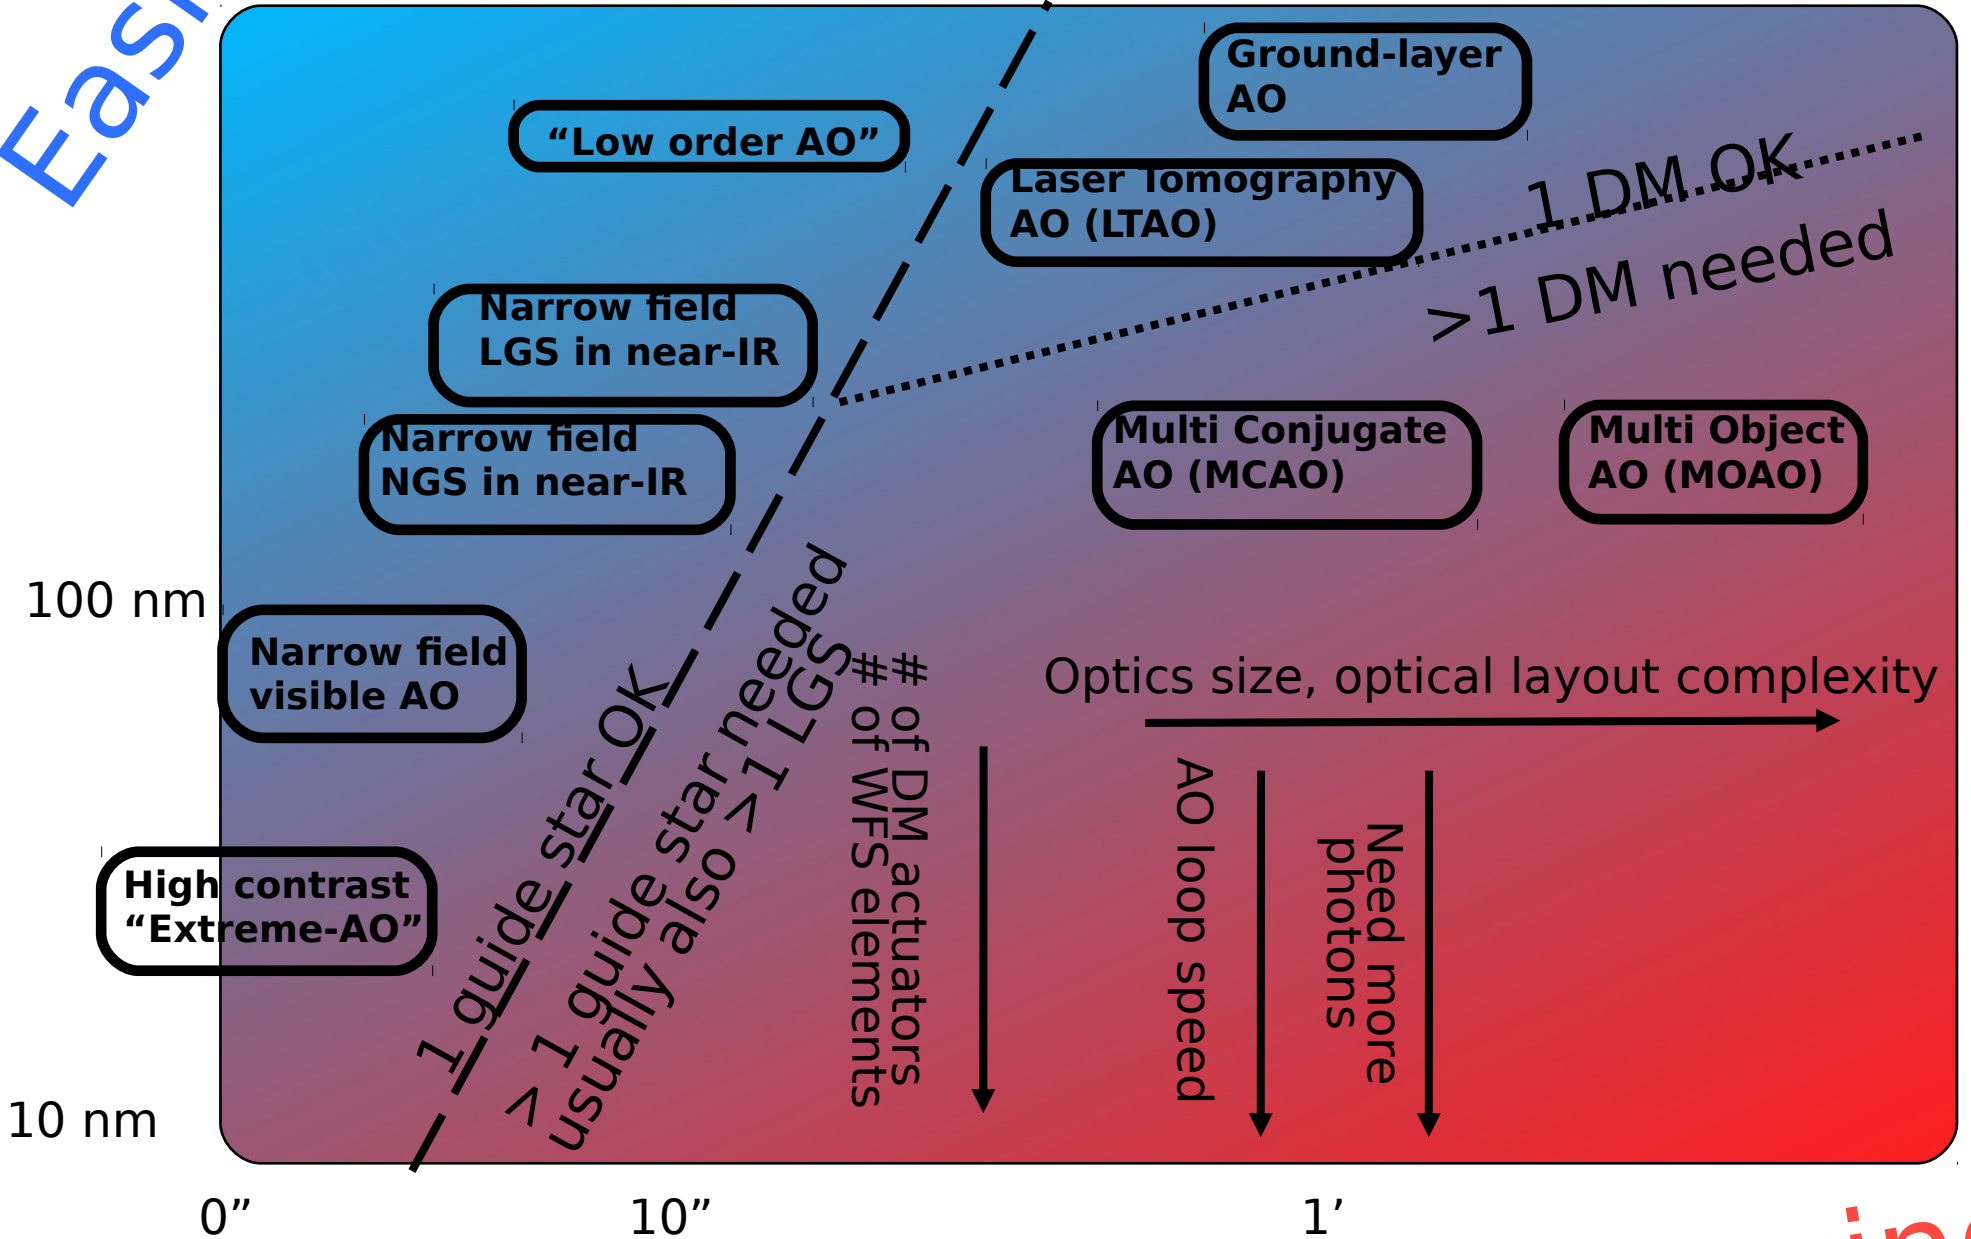 Ground-layer
AO
“Low order AO”
Laser Tomography
AO (LTAO)
1 DM OK
>1 DM needed
Narrow field
LGS in near-IR
Narrow field
NGS in near-IR
Multi Conjugate
AO (MCAO)
Multi Object
AO (MOAO)
100 nm
Narrow field
visible AO
1 guide star OK
> 1 guide star needed
usually also >1 LGS
# of DM actuators
# of WFS elements
Optics size, optical layout complexity
AO loop speed
Need more
photons
High contrast
“Extreme-AO”
10 nm
0”
10”
1’